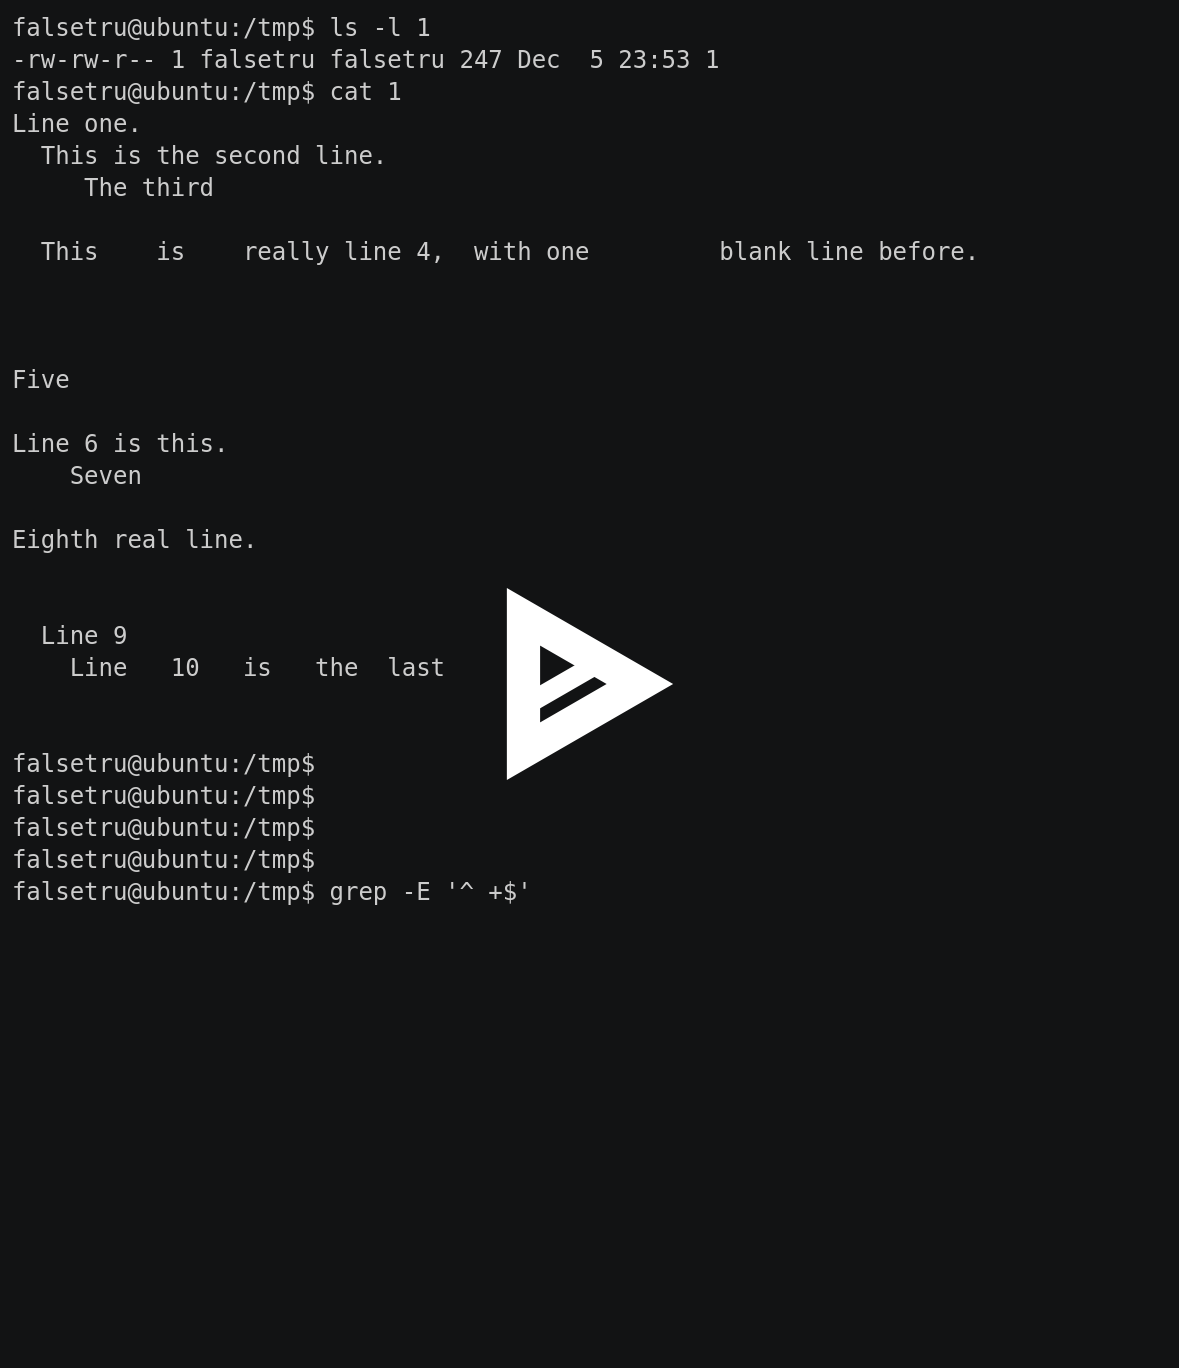 falsetru@ubuntu:/tmp$ ls -l 1
-rw-rw-r-- 1 falsetru falsetru 247 Dec  5 23:53 1
falsetru@ubuntu:/tmp$ cat 1
Line one.
  This is the second line.
     The third

  This    is    really line 4,  with one         blank line before.



Five

Line 6 is this.
    Seven

Eighth real line.


  Line 9
    Line   10   is   the  last


falsetru@ubuntu:/tmp$
falsetru@ubuntu:/tmp$
falsetru@ubuntu:/tmp$
falsetru@ubuntu:/tmp$
falsetru@ubuntu:/tmp$ grep -E '^ +$'